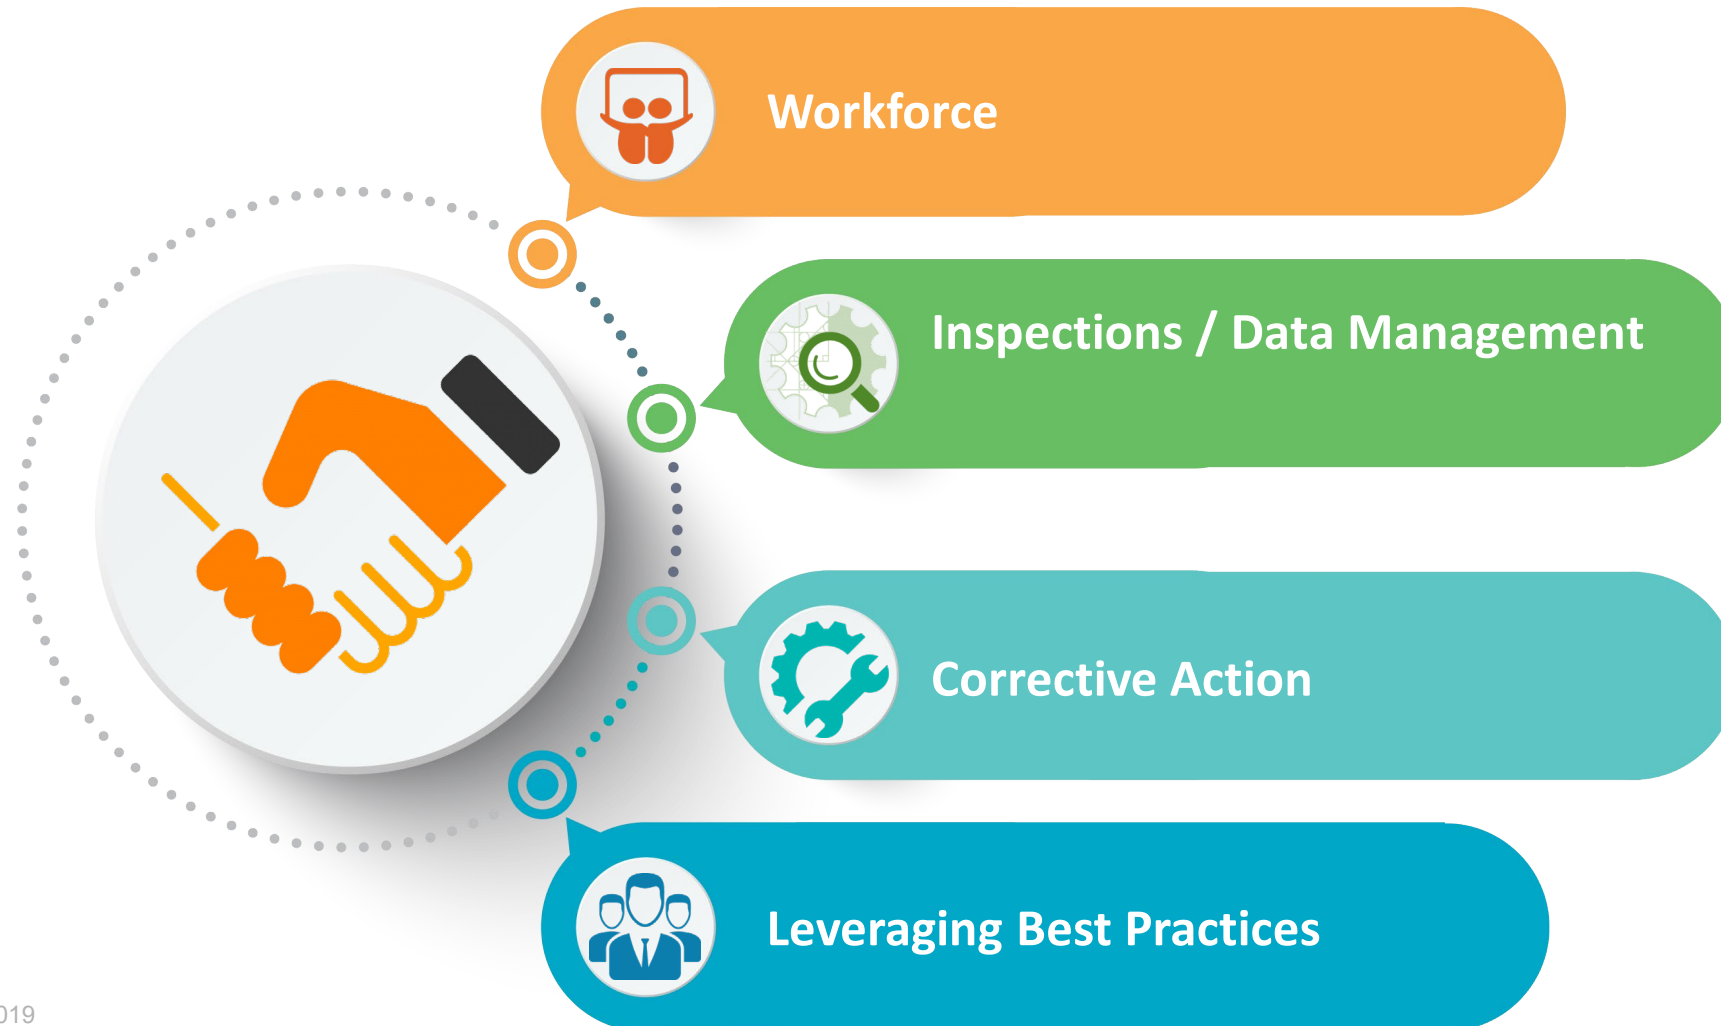 Workforce
Inspections / Data Management
Corrective Action
Leveraging Best Practices
019